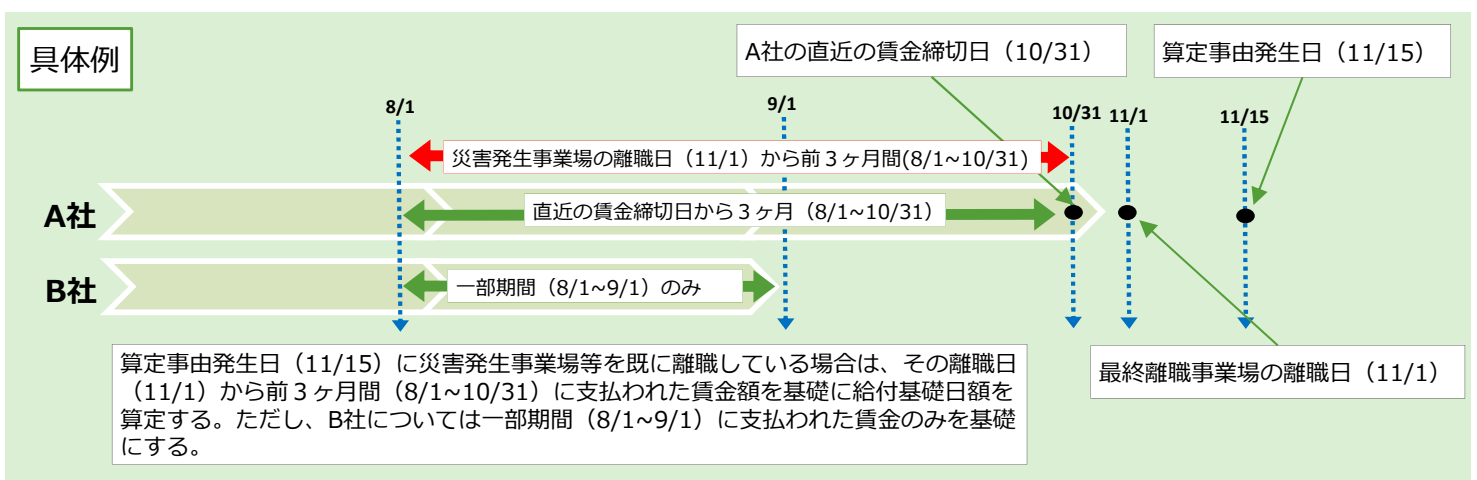 具体例
A社の直近の賃金締切日（10/31）
算定事由発生日（11/15）
8/1
9/1
10/31
11/1
11/15
災害発生事業場の離職日（11/1）から前３ヶ月間(8/1~10/31)
A社
直近の賃金締切日から３ヶ月（8/1~10/31）
B社
一部期間（8/1~9/1）のみ
算定事由発生日（11/15）に災害発生事業場等を既に離職している場合は、その離職日
（11/1）から前３ヶ月間（8/1~10/31）に支払われた賃金額を基礎に給付基礎日額を
算定する。ただし、B社については一部期間（8/1~9/1）に支払われた賃金のみを基礎
にする。
最終離職事業場の離職日（11/1）